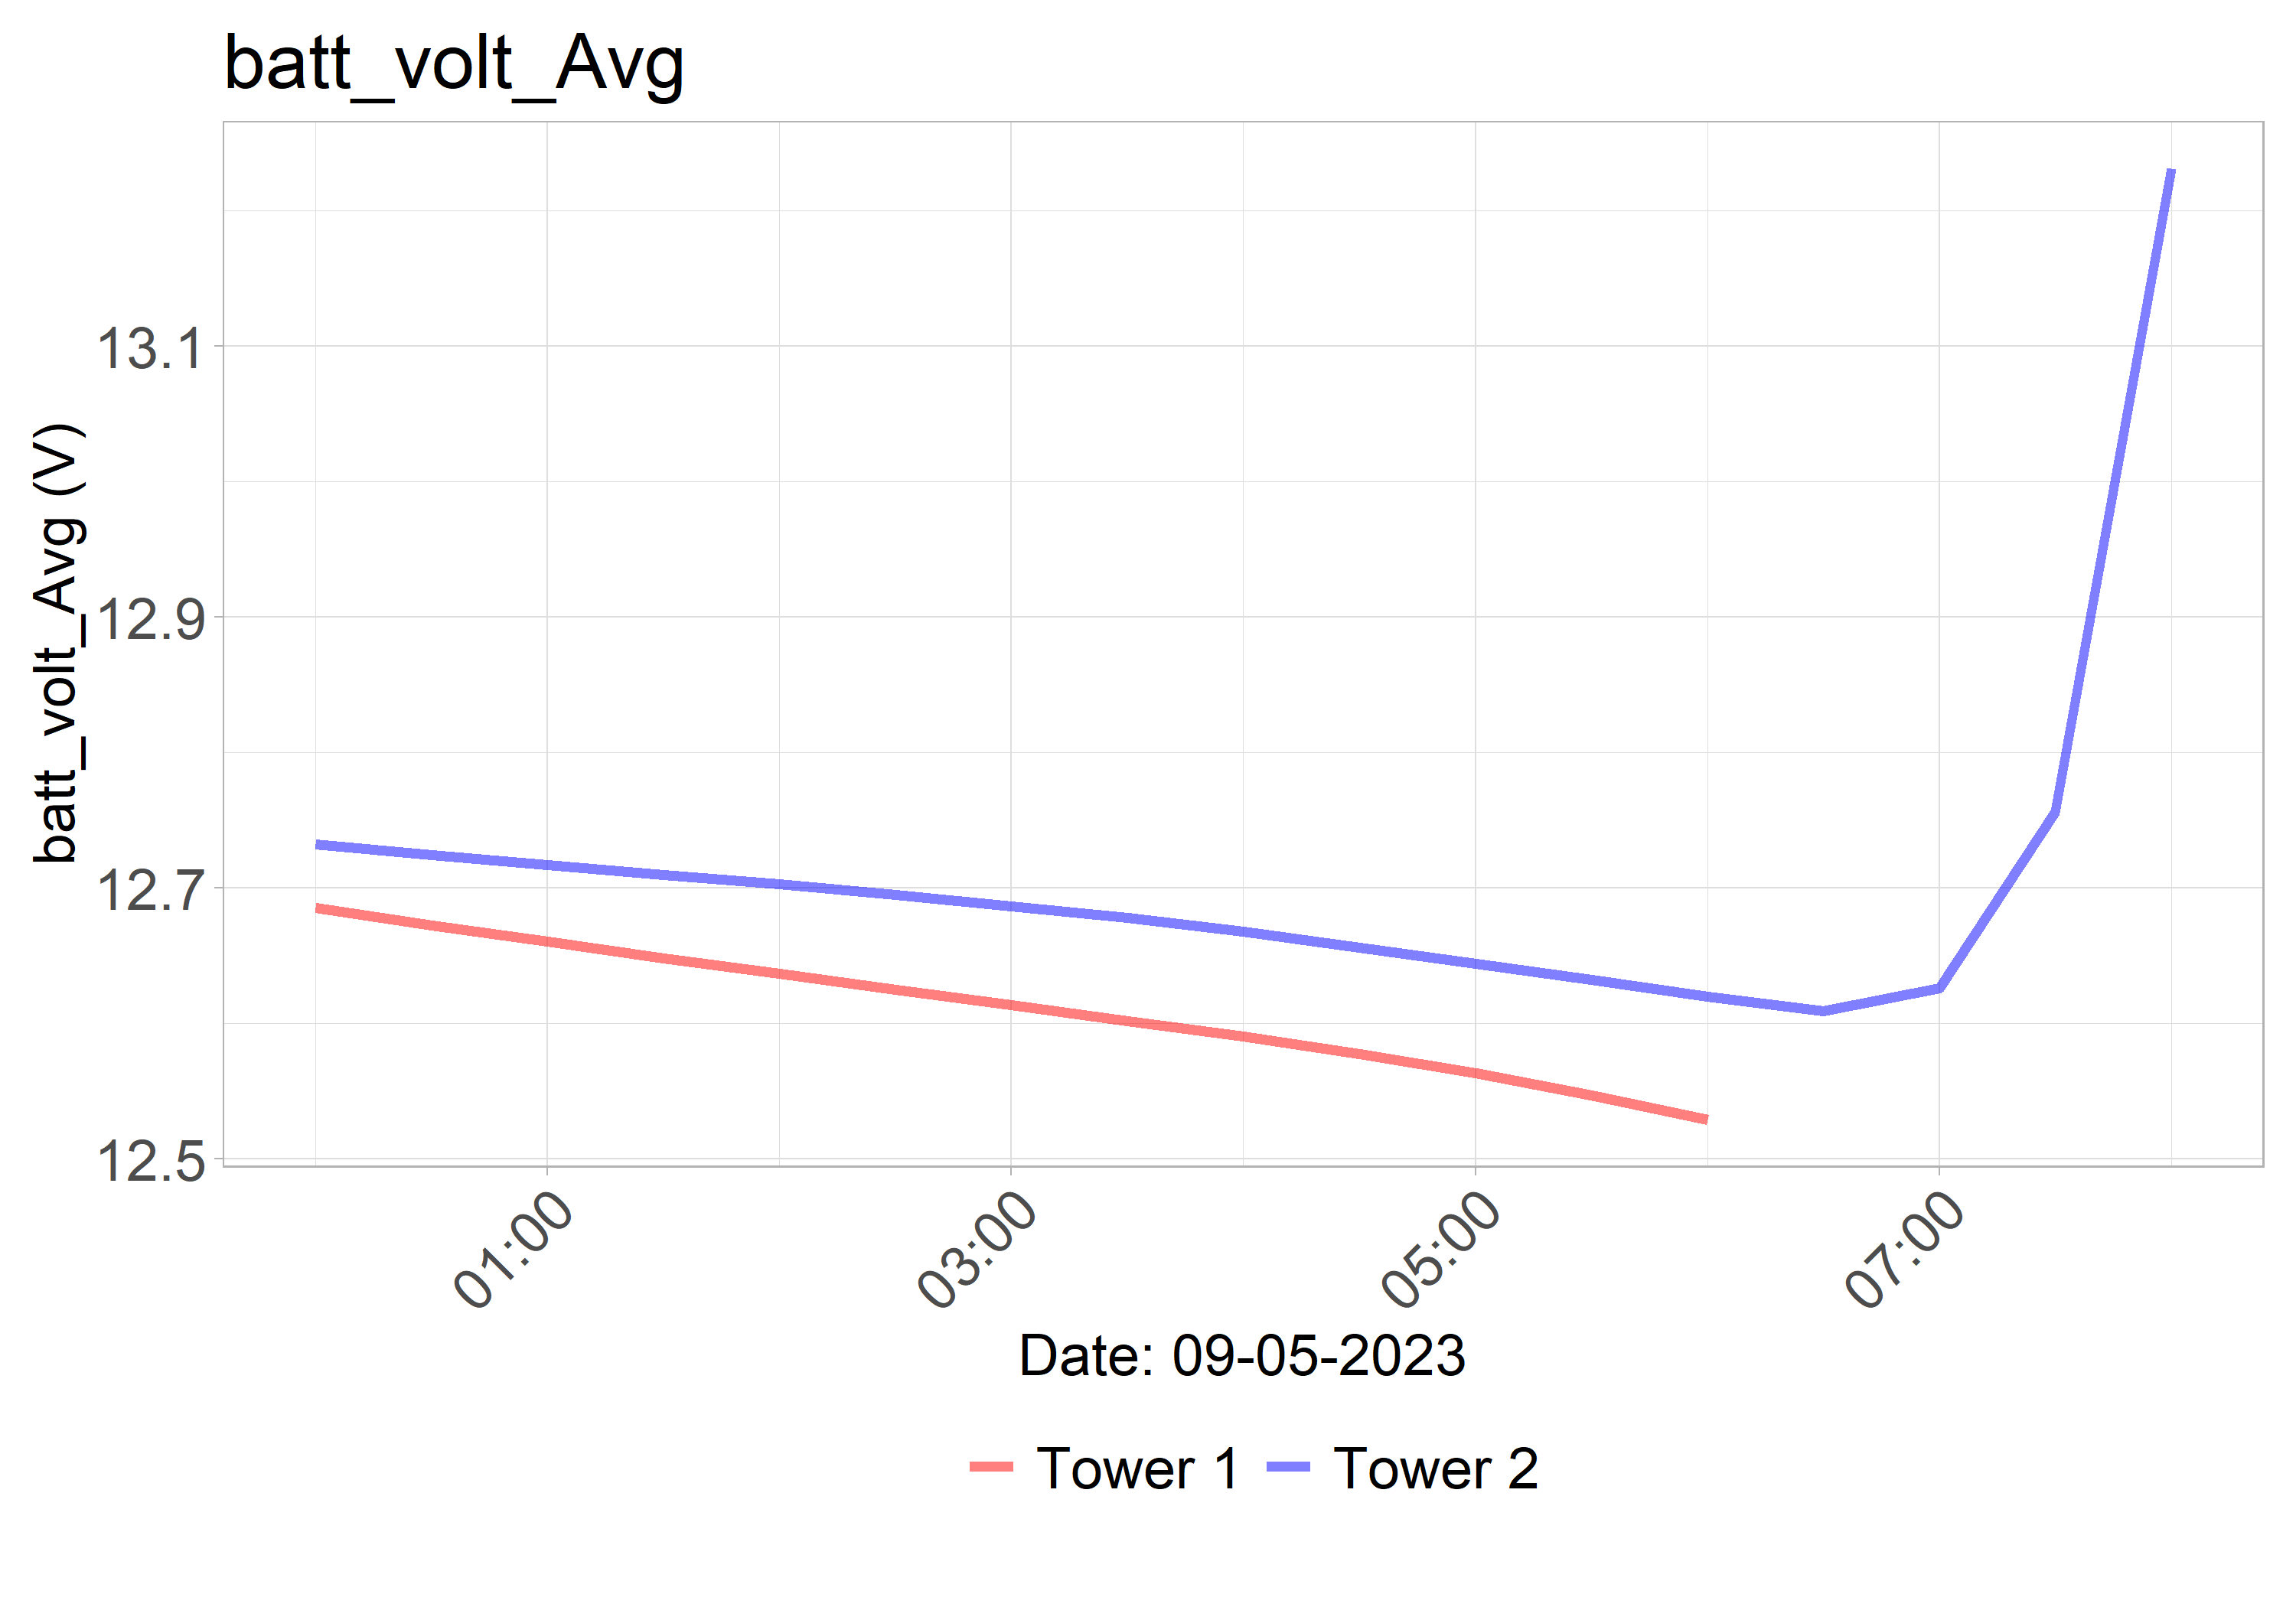 batt_volt_Avg
batt_volt_Avg (V)
13.1
12.9
12.7
12.5
01:00
03:00
05:00
07:00
Date: 09-05-2023
Tower 1
Tower 2